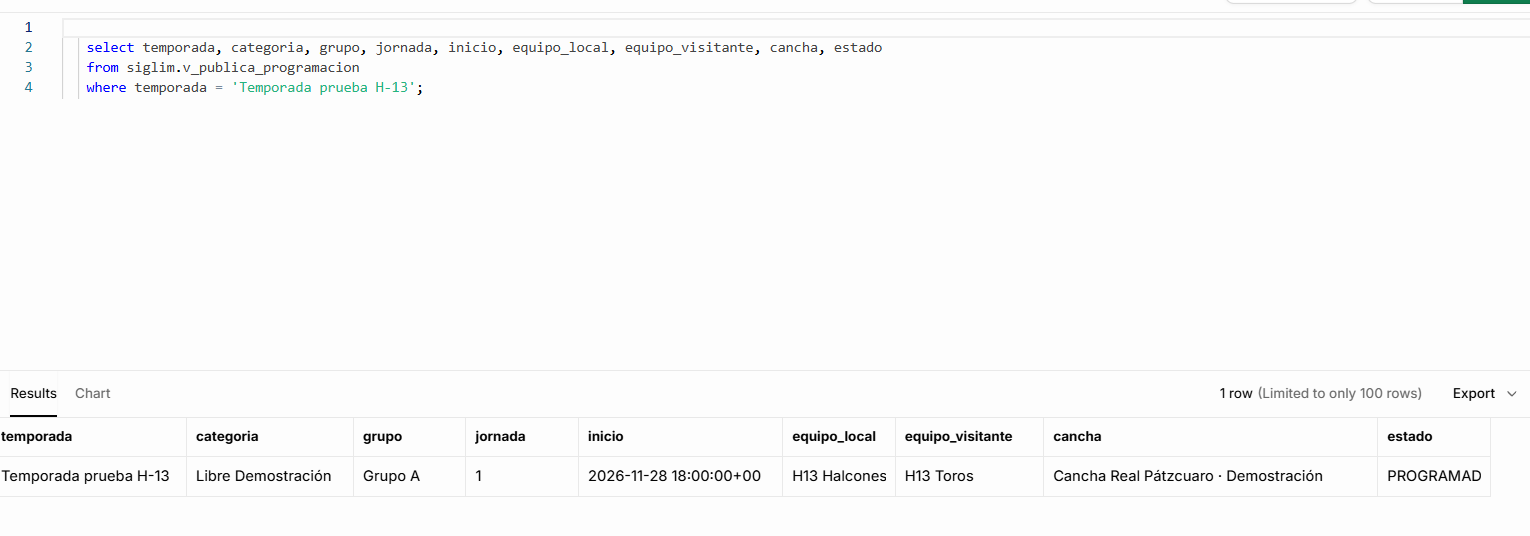 1
2 select temporada, categoria, grupo, jornada, inicio, equipo_local, equipo_visitante, cancha, estado
3 from siglim.v_publica_programacion
4 where temporada = 'Temporada prueba H-13';
Results Chart 1 row (Limited to only 100 rows) Export
temporada categoria grupo jornada inicio equipo_local equipo_visitante cancha estado
Temporada prueba H-13 Libre Demostración Grupo A 1 2026-11-28 18:00:00+00 H13 Halcones H13 Toros Cancha Real Pátzcuaro · Demostración PROGRAMAD